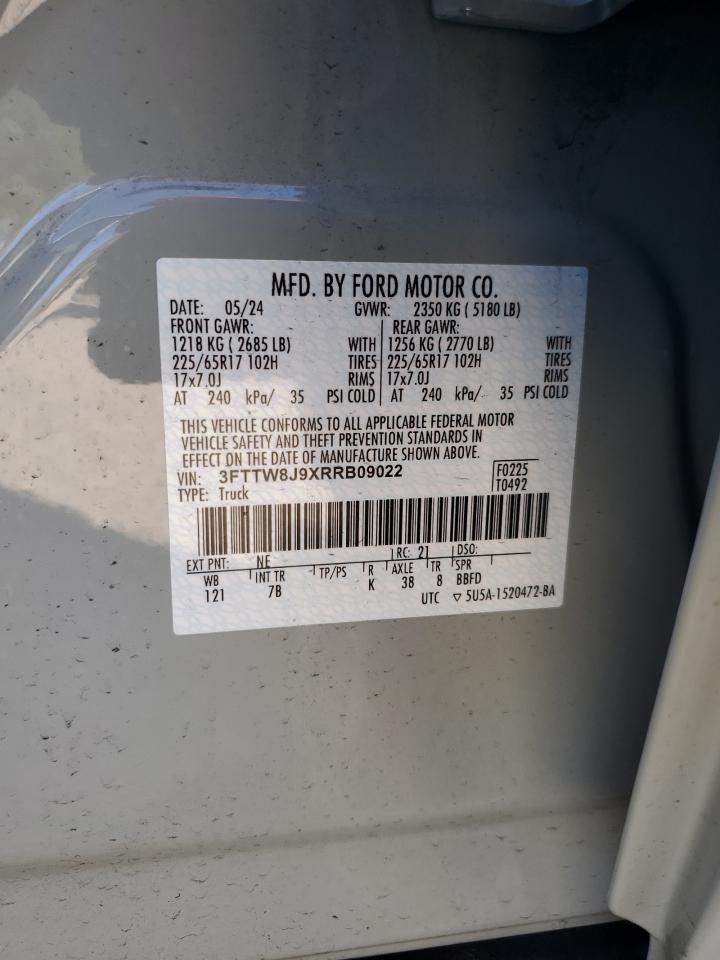 MFD. BY FORD MOTOR CO.
DATE: 05/24 GVWR: 2350 KG ( 5180 LB)
FRONT GAWR: REAR GAWR:
1218 KG ( 2685 LB) WITH 1256 KG ( 2770 LB) WITH
225/65R17 102H TIRES 225/65R17 102H TIRES
17x7.0J RIMS 17x7.0J RIMS
AT 240 kPa/ 35 PSI COLD AT 240 kPa/ 35 PSI COLD
THIS VEHICLE CONFORMS TO ALL APPLICABLE FEDERAL MOTOR
VEHICLE SAFETY AND THEFT PREVENTION STANDARDS IN
EFFECT ON THE DATE OF MANUFACTURE SHOWN ABOVE.
VIN: 3FTTW8J9XRRB09022 F0225
TYPE: Truck T0492
EXT PNT: NE RC: 21 DSO:
WB INT TR TP/PS R AXLE TR SPR
121 7B K 38 8 BBFD
UTC ▽ 5U5A-1520472-BA